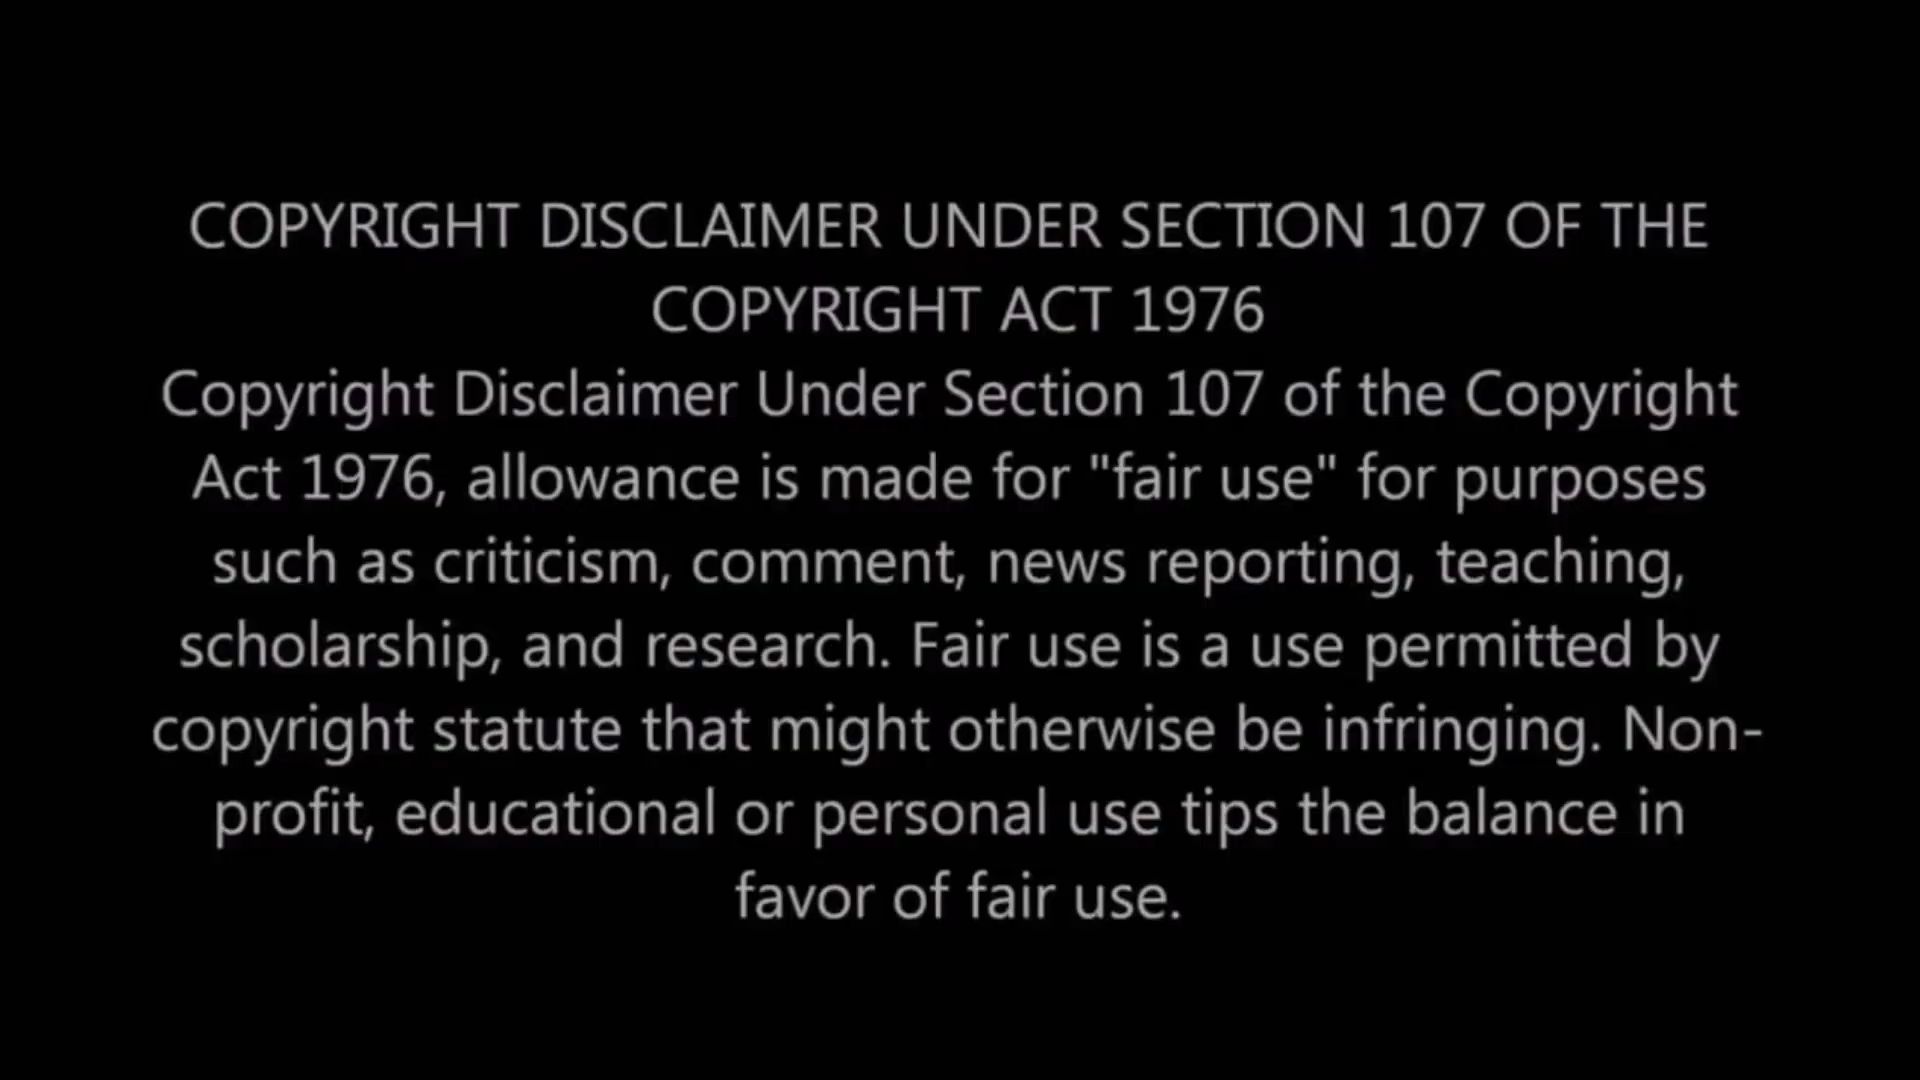 COPYRIGHT DISCLAIMER UNDER SECTION 107 OF THE
COPYRIGHT ACT 1976
Copyright Disclaimer Under Section 107 of the Copyright
Act 1976, allowance is made for "fair use" for purposes
such as criticism, comment, news reporting, teaching,
scholarship, and research. Fair use is a use permitted by
copyright statute that might otherwise be infringing. Non-
profit, educational or personal use tips the balance in
favor of fair use.